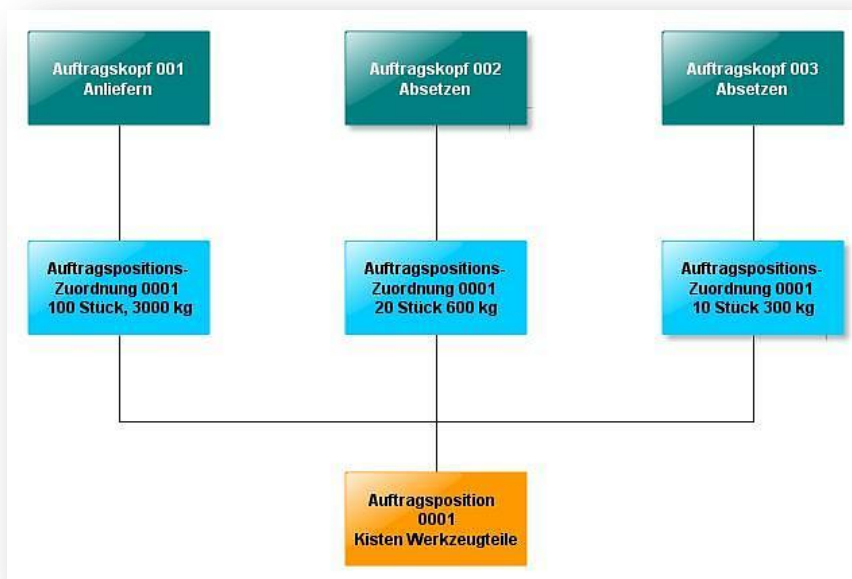 Auftragskopf 001
Anliefern
Auftragskopf 002
Absetzen
Auftragskopf 003
Absetzen
Auftragspositions-
Zuordnung 0001
100 Stück, 3000 kg
Auftragspositions-
Zuordnung 0001
20 Stück 600 kg
Auftragspositions-
Zuordnung 0001
10 Stück 300 kg
Auftragsposition
0001
Kisten Werkzeugteile